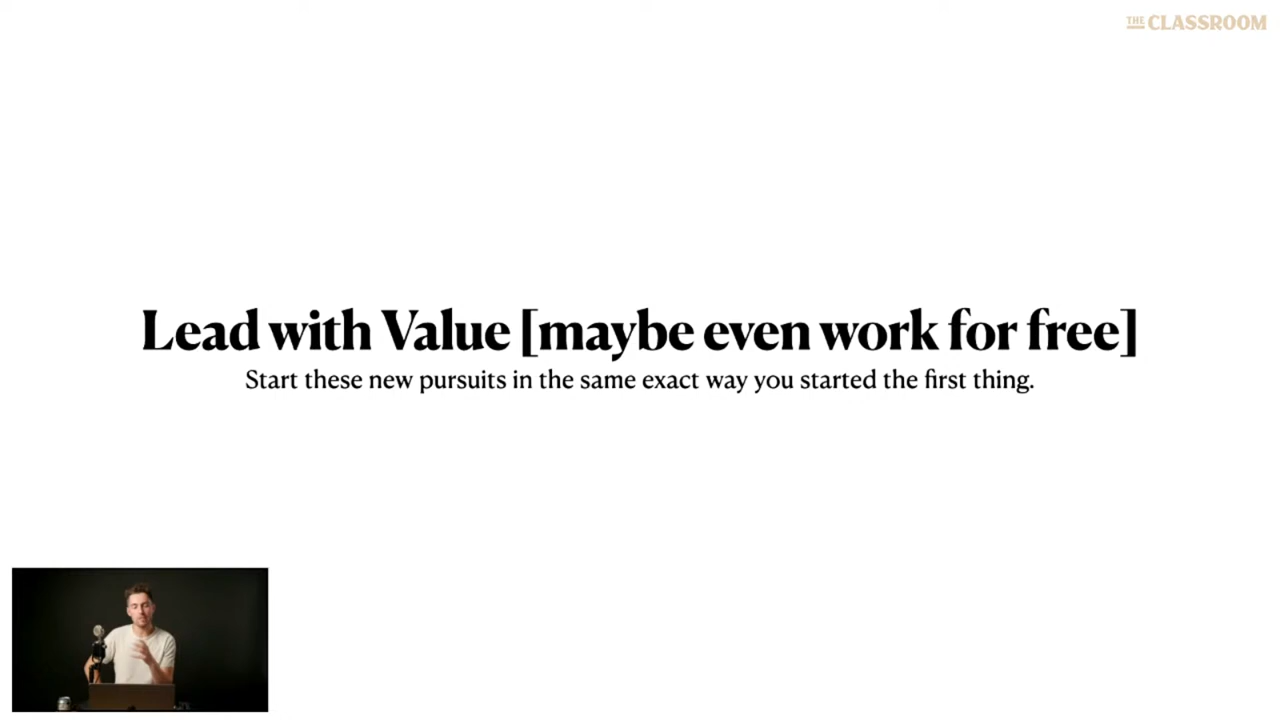 THE CLASSROOM
Lead with Value [maybe even work for free]
Start these new pursuits in the same exact way you started the first thing.